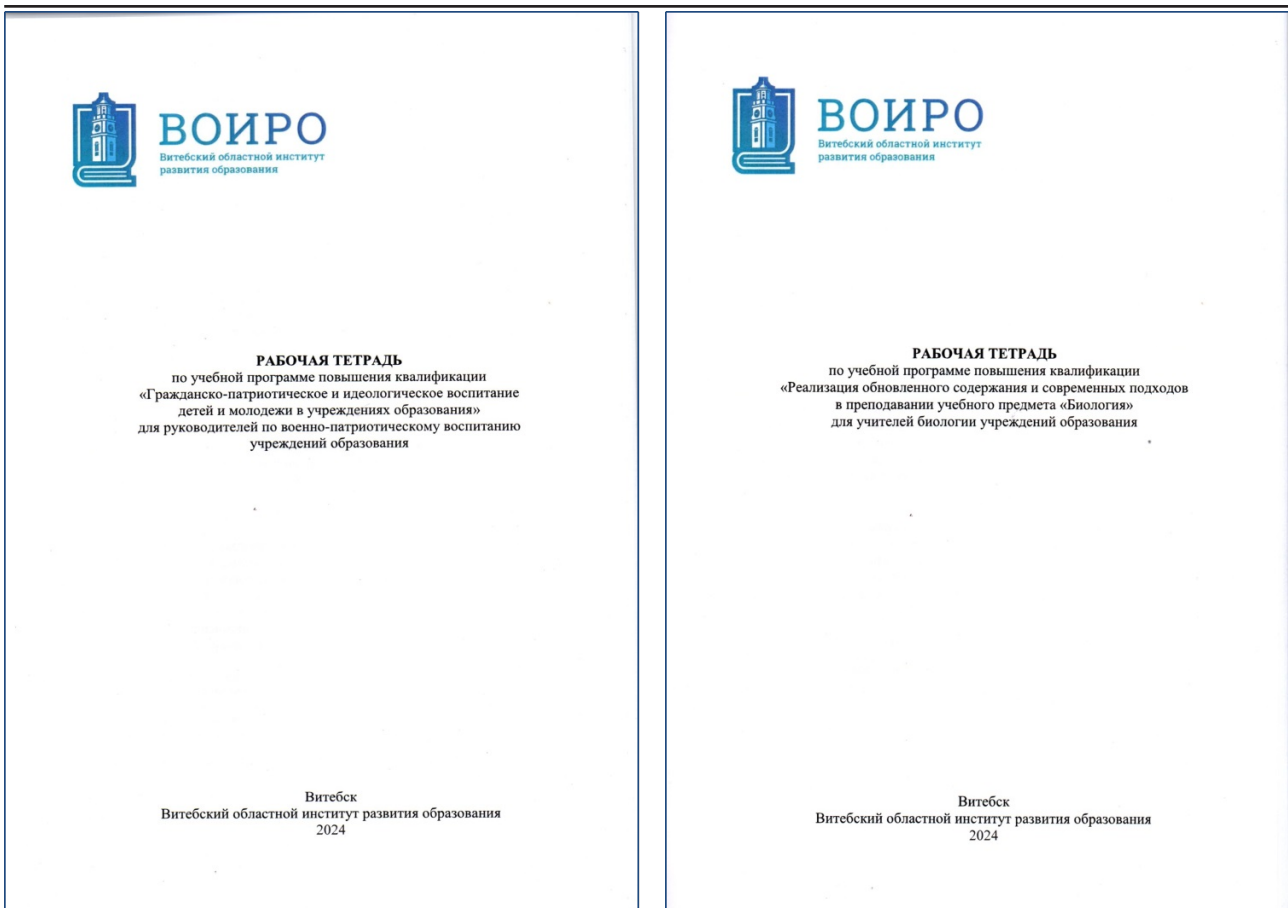 ВОИРО
Витебский областной институт
развития образования
РАБОЧАЯ ТЕТРАДЬ
по учебной программе повышения квалификации
«Гражданско-патриотическое и идеологическое воспитание
детей и молодежи в учреждениях образования»
для руководителей по военно-патриотическому воспитанию
учреждений образования
Витебск
Витебский областной институт развития образования
2024
ВОИРО
Витебский областной институт
развития образования
РАБОЧАЯ ТЕТРАДЬ
по учебной программе повышения квалификации
«Реализация обновленного содержания и современных подходов
в преподавании учебного предмета «Биология»
для учителей биологии учреждений образования
Витебск
Витебский областной институт развития образования
2024